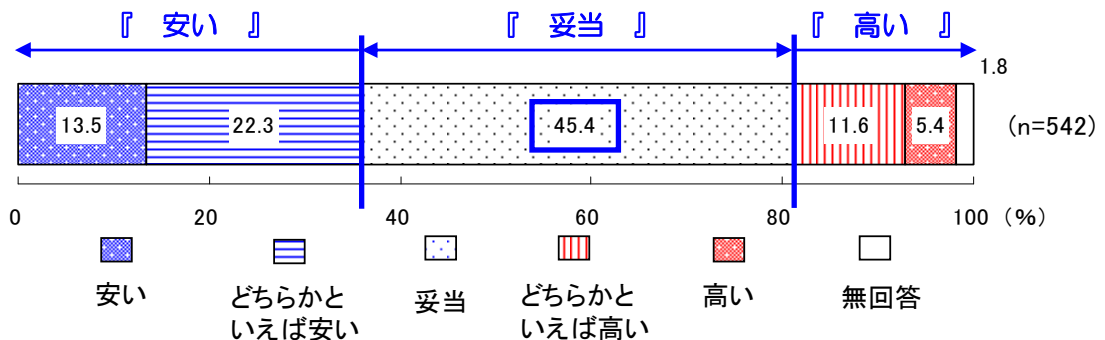 『 安い 』 『 妥当 』 『 高い 』
1.8
13.5 22.3 45.4 11.6 5.4 (n=542)
0 20 40 60 80 100 (%)
安い どちらかと 妥当 どちらかと 高い 無回答
いえば安い いえば高い